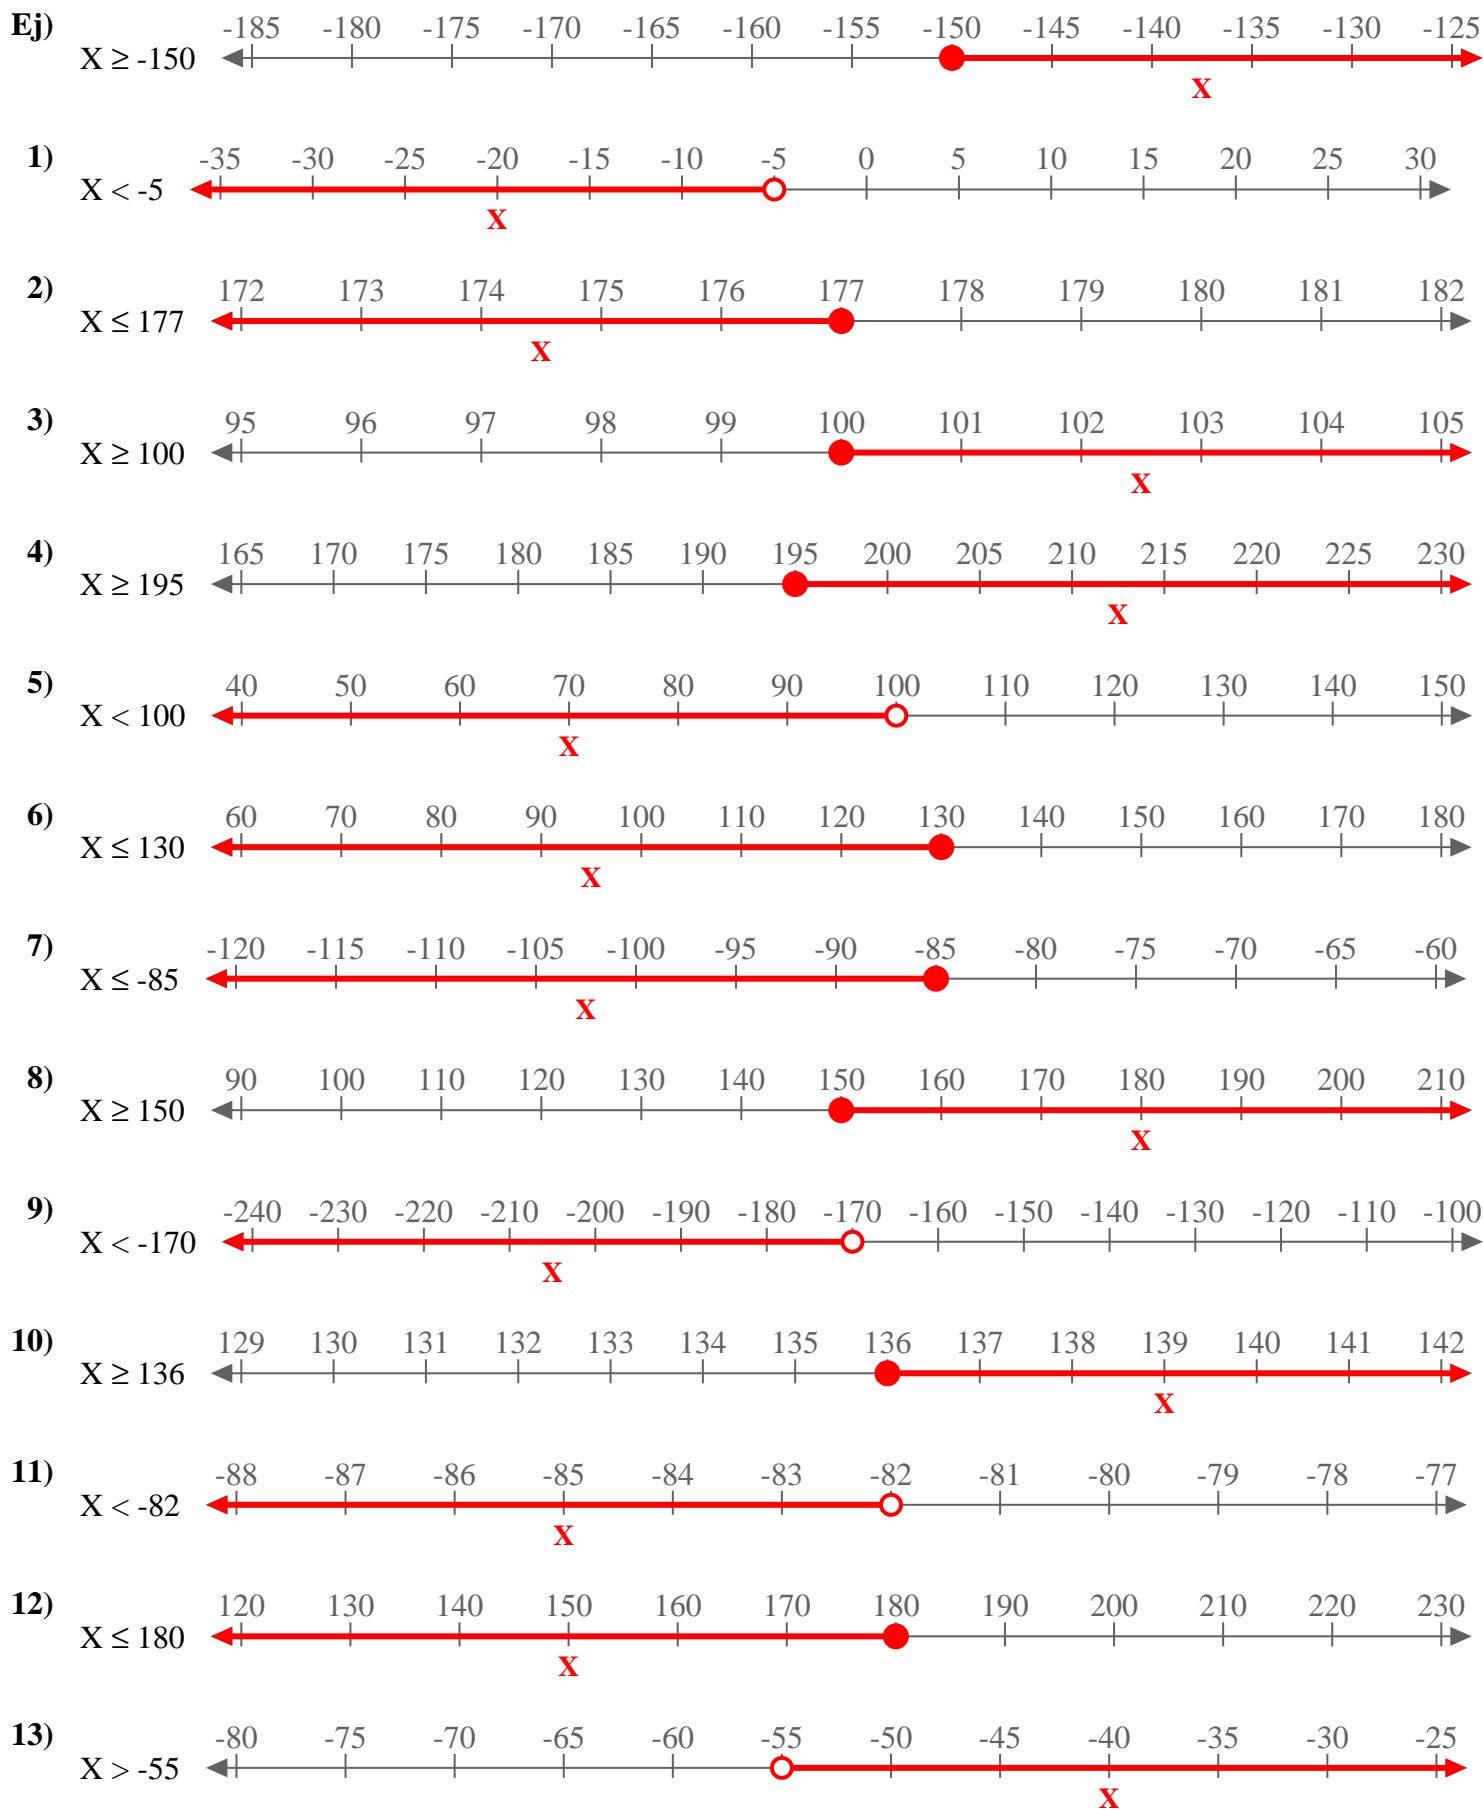 Ej) -185 -180 -175 -170 -165 -160 -155 -150 -145 -140 -135 -130 -125
X ≥ -150
X
1) -35 -30 -25 -20 -15 -10 -5 0 5 10 15 20 25 30
X < -5
X
2) 172 173 174 175 176 177 178 179 180 181 182
X ≤ 177
X
3) 95 96 97 98 99 100 101 102 103 104 105
X ≥ 100
X
4) 165 170 175 180 185 190 195 200 205 210 215 220 225 230
X ≥ 195
X
5) 40 50 60 70 80 90 100 110 120 130 140 150
X < 100
X
6) 60 70 80 90 100 110 120 130 140 150 160 170 180
X ≤ 130
X
7) -120 -115 -110 -105 -100 -95 -90 -85 -80 -75 -70 -65 -60
X ≤ -85
X
8) 90 100 110 120 130 140 150 160 170 180 190 200 210
X ≥ 150
X
9) -240 -230 -220 -210 -200 -190 -180 -170 -160 -150 -140 -130 -120 -110 -100
X < -170
X
10) 129 130 131 132 133 134 135 136 137 138 139 140 141 142
X ≥ 136
X
11) -88 -87 -86 -85 -84 -83 -82 -81 -80 -79 -78 -77
X < -82
X
12) 120 130 140 150 160 170 180 190 200 210 220 230
X ≤ 180
X
13) -80 -75 -70 -65 -60 -55 -50 -45 -40 -35 -30 -25
X > -55
X